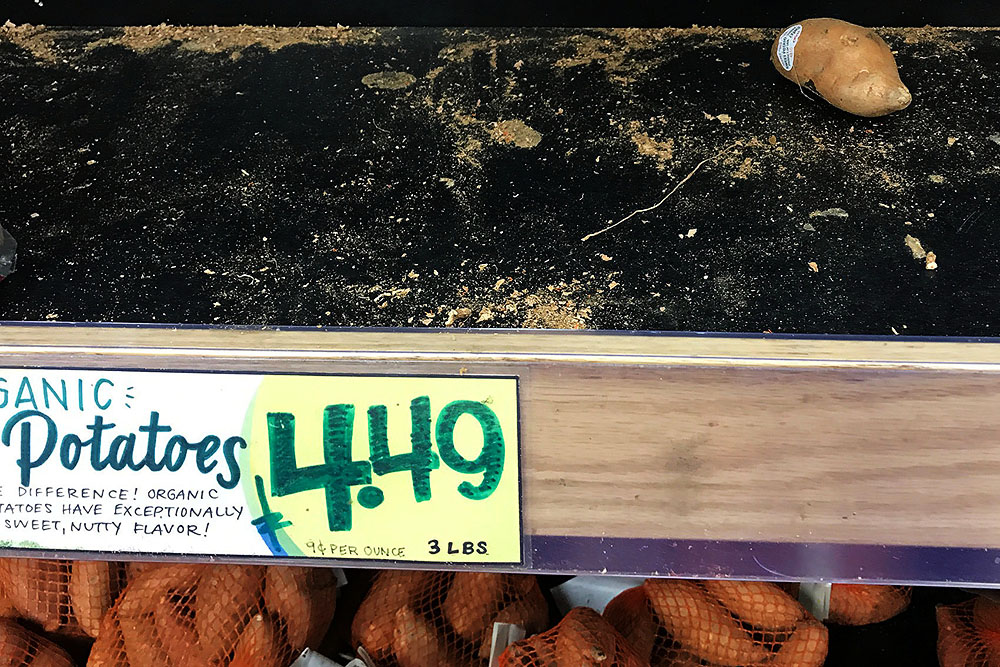 GANIC
Potatoes
E DIFFERENCE! ORGANIC
TATOES HAVE EXCEPTIONALLY
SWEET, NUTTY FLAVOR!
4.49
9¢ PER OUNCE 3 LBS